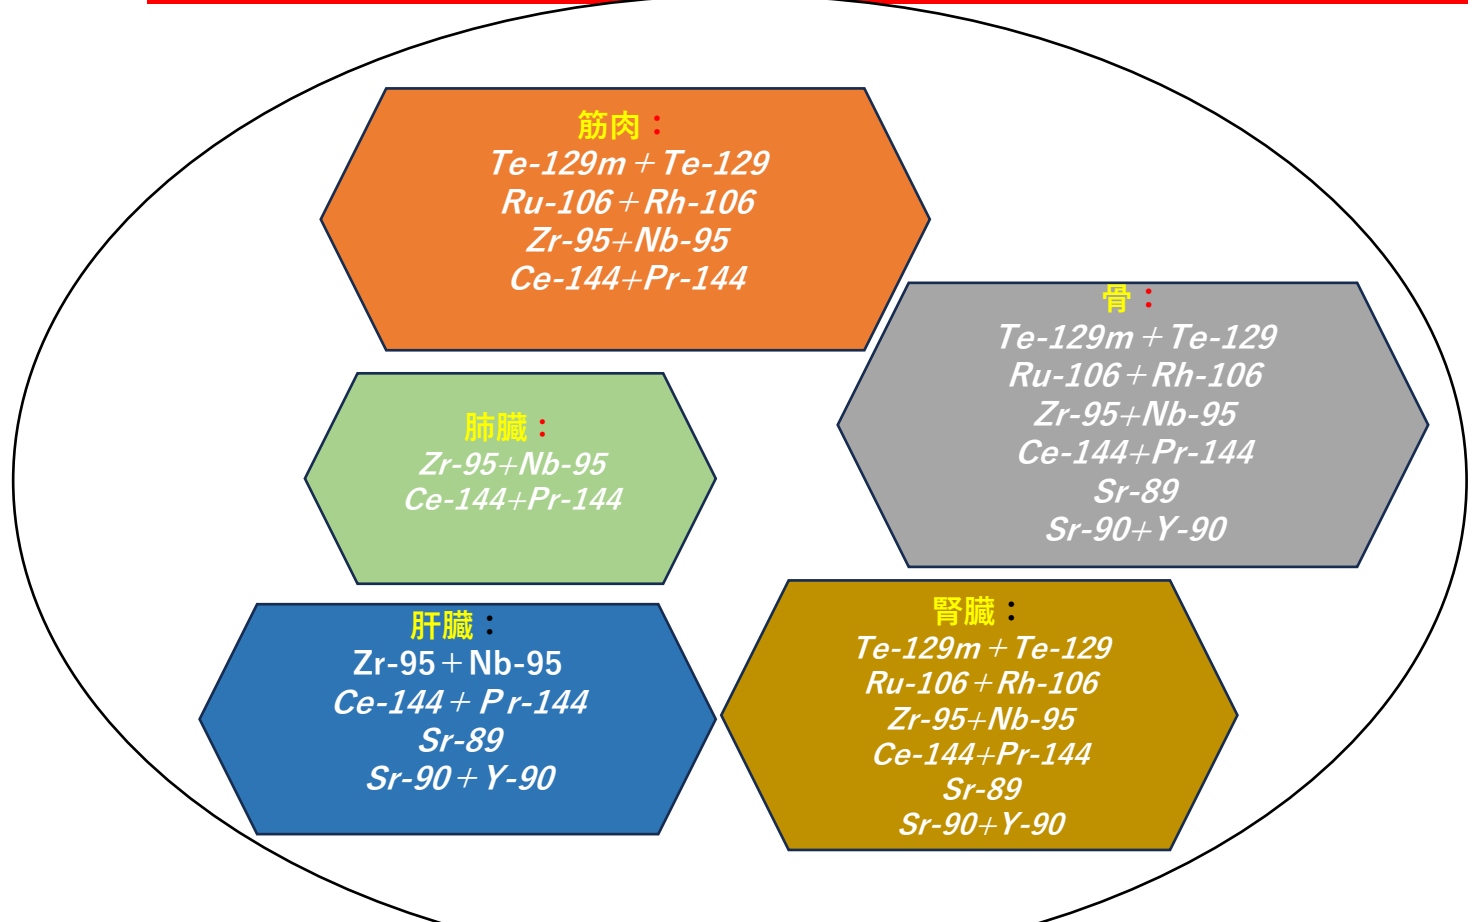 筋肉：
Te-129m＋Te-129
Ru-106＋Rh-106
Zr-95+Nb-95
Ce-144+Pr-144
骨：
Te-129m＋Te-129
Ru-106＋Rh-106
Zr-95+Nb-95
Ce-144+Pr-144
Sr-89
Sr-90+Y-90
肺臓：
Zr-95+Nb-95
Ce-144+Pr-144
肝臓：
Zr-95＋Nb-95
Ce-144＋Ｐr-144
Sr-89
Sr-90＋Y-90
腎臓：
Te-129m＋Te-129
Ru-106＋Rh-106
Zr-95+Nb-95
Ce-144+Pr-144
Sr-89
Sr-90+Y-90